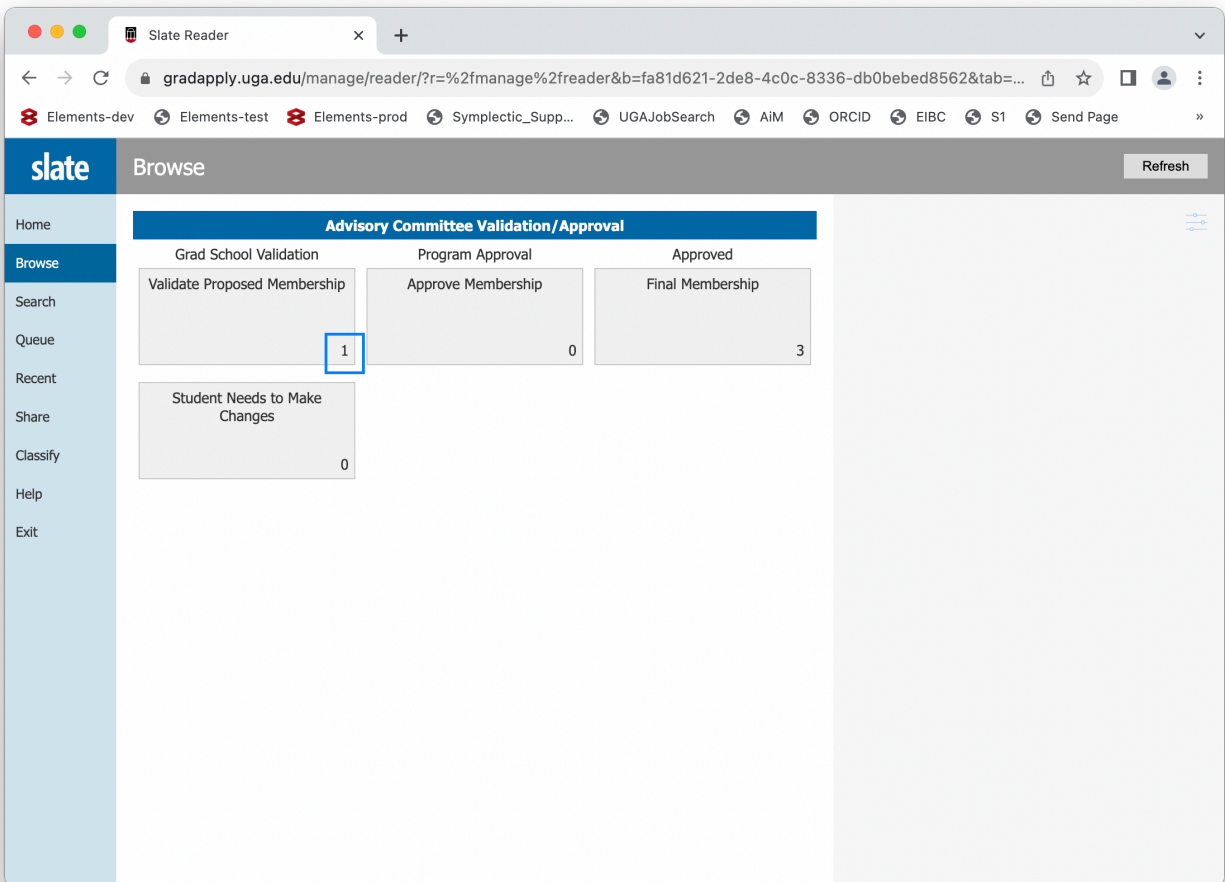 Slate Reader
gradapply.uga.edu/manage/reader/?r=%2fmanage%2freader&b=fa81d621-2de8-4c0c-8336-db0bebed8562&tab=...
Elements-dev Elements-test Elements-prod Symplectic_Supp... UGAJobSearch AiM ORCID EIBC S1 Send Page »
slate Browse Refresh
Home
Browse
Search
Queue
Recent
Share
Classify
Help
Exit
Advisory Committee Validation/Approval
Grad School Validation Program Approval Approved
Validate Proposed Membership Approve Membership Final Membership
1 0 3
Student Needs to Make
Changes
0